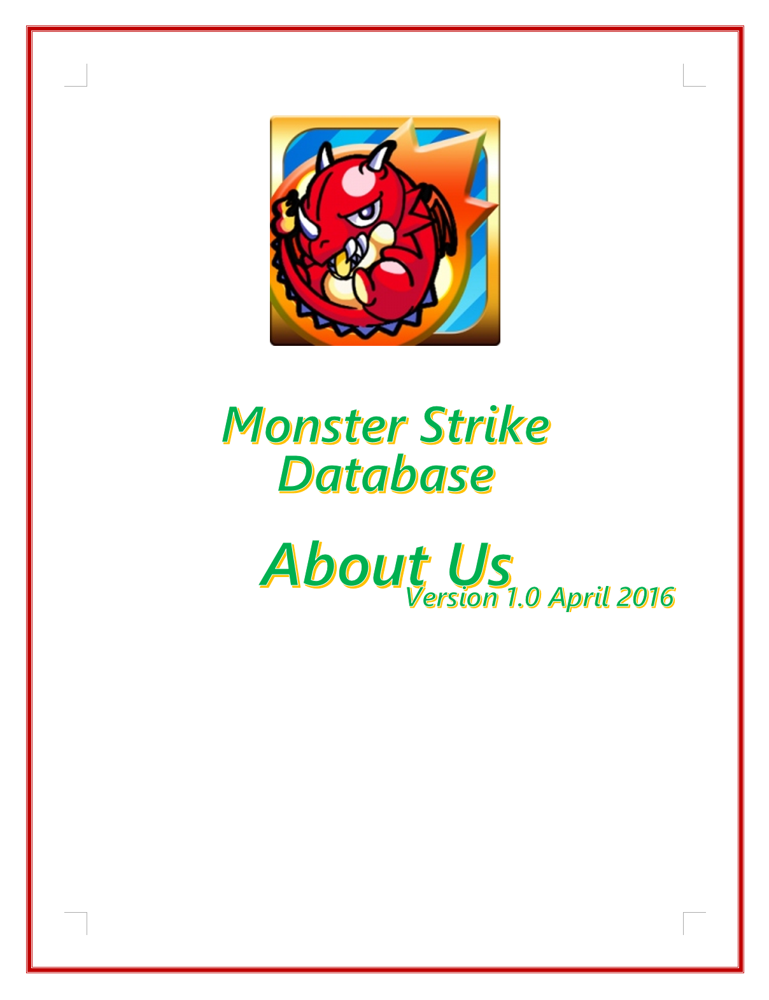 Monster Strike
Database
About Us
Version 1.0 April 2016